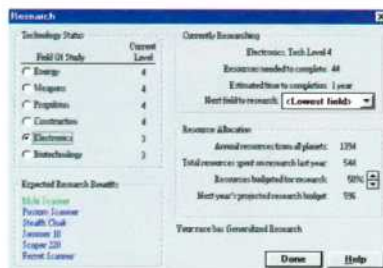 Research
Technology Status
Field Of Study
Current Level
Energy 4
Weapons 4
Propulsion 4
Construction 4
Electronics 3
Biotechnology 3
Expected Research Benefits
Mole Scanner
Possum Scanner
Stealth Cloak
Jammer 10
Scoper 220
Ferret Scanner
Currently Researching
Electronics, Tech Level 4
Resources needed to complete: 44
Estimated time to completion: 1 year
Next field to research: <Lowest field>
Resource Allocation
Annual resources from all planets: 1194
Total resources spent on research last year: 544
Resources budgeted for research: 50%
Next year's projected research budget: 596
Your race has Generalized Research
Done
Help